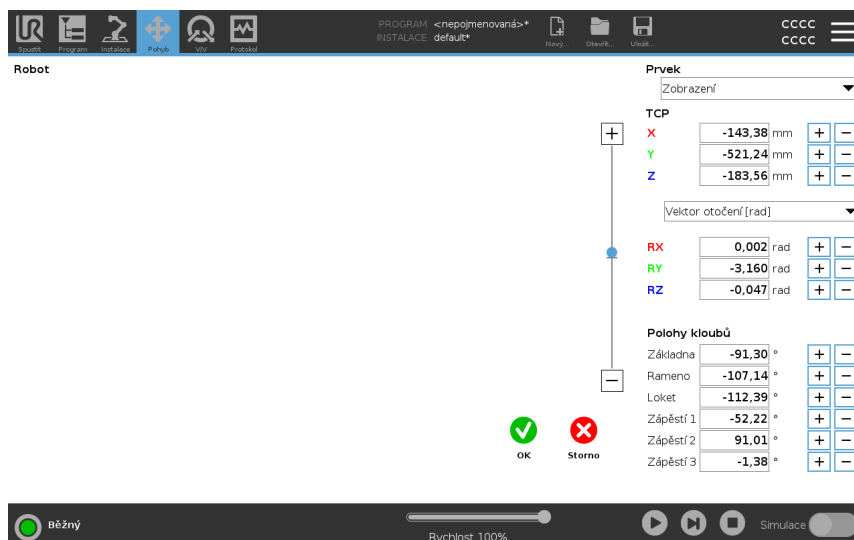 Spustit Program Instalace Pohyb V/V Protokol
PROGRAM <nepojmenovaná>*
INSTALACE default*
Nový... Otevřít... Uložit...
CCCC
CCCC
Robot
Prvek
Zobrazení
TCP
X -143,38 mm + −
Y -521,24 mm + −
Z -183,56 mm + −
Vektor otočení [rad]
RX 0,002 rad + −
RY -3,160 rad + −
RZ -0,047 rad + −
Polohy kloubů
Základna -91,30 ° + −
Rameno -107,14 ° + −
Loket -112,39 ° + −
Zápěstí 1 -52,22 ° + −
Zápěstí 2 91,01 ° + −
Zápěstí 3 -1,38 ° + −
OK Storno
Běžný
Rychlost 100%
Simulace